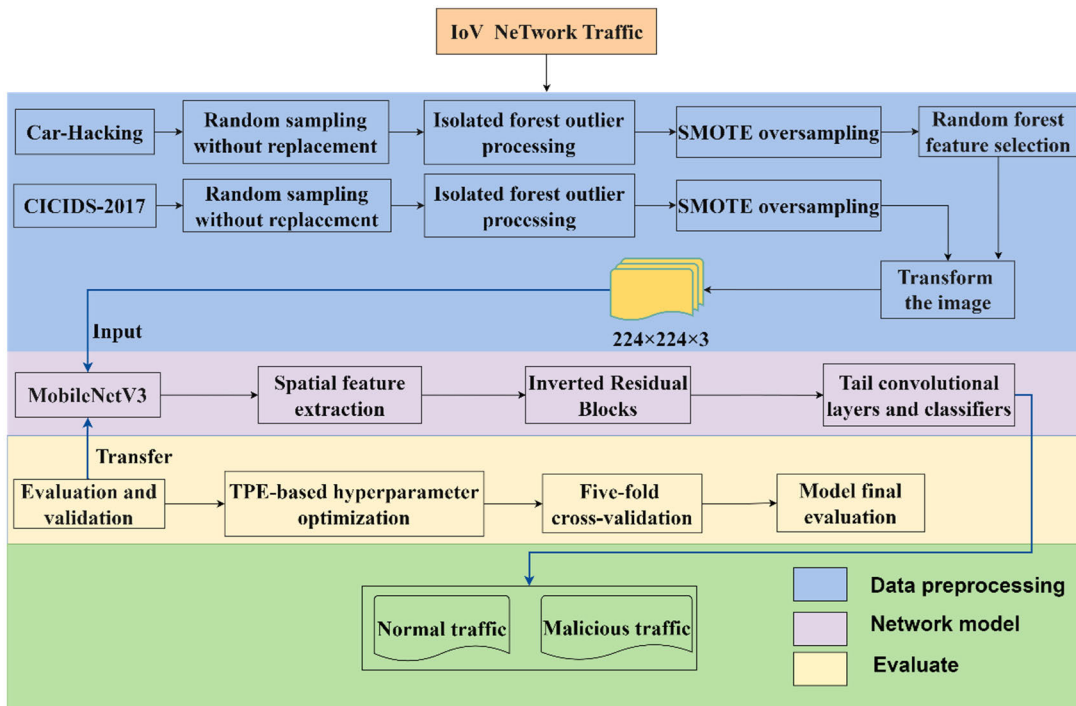 IoV NeTwork Traffic
Car-Hacking
Random sampling
without replacement
Isolated forest outlier
processing
SMOTE oversampling
Random forest
feature selection
CICIDS-2017
Random sampling
without replacement
Isolated forest outlier
processing
SMOTE oversampling
Transform
the image
224×224×3
Input
MobileNetV3
Spatial feature
extraction
Inverted Residual
Blocks
Tail convolutional
layers and classifiers
Transfer
Evaluation and
validation
TPE-based hyperparameter
optimization
Five-fold
cross-validation
Model final
evaluation
Normal traffic
Malicious traffic
Data preprocessing
Network model
Evaluate